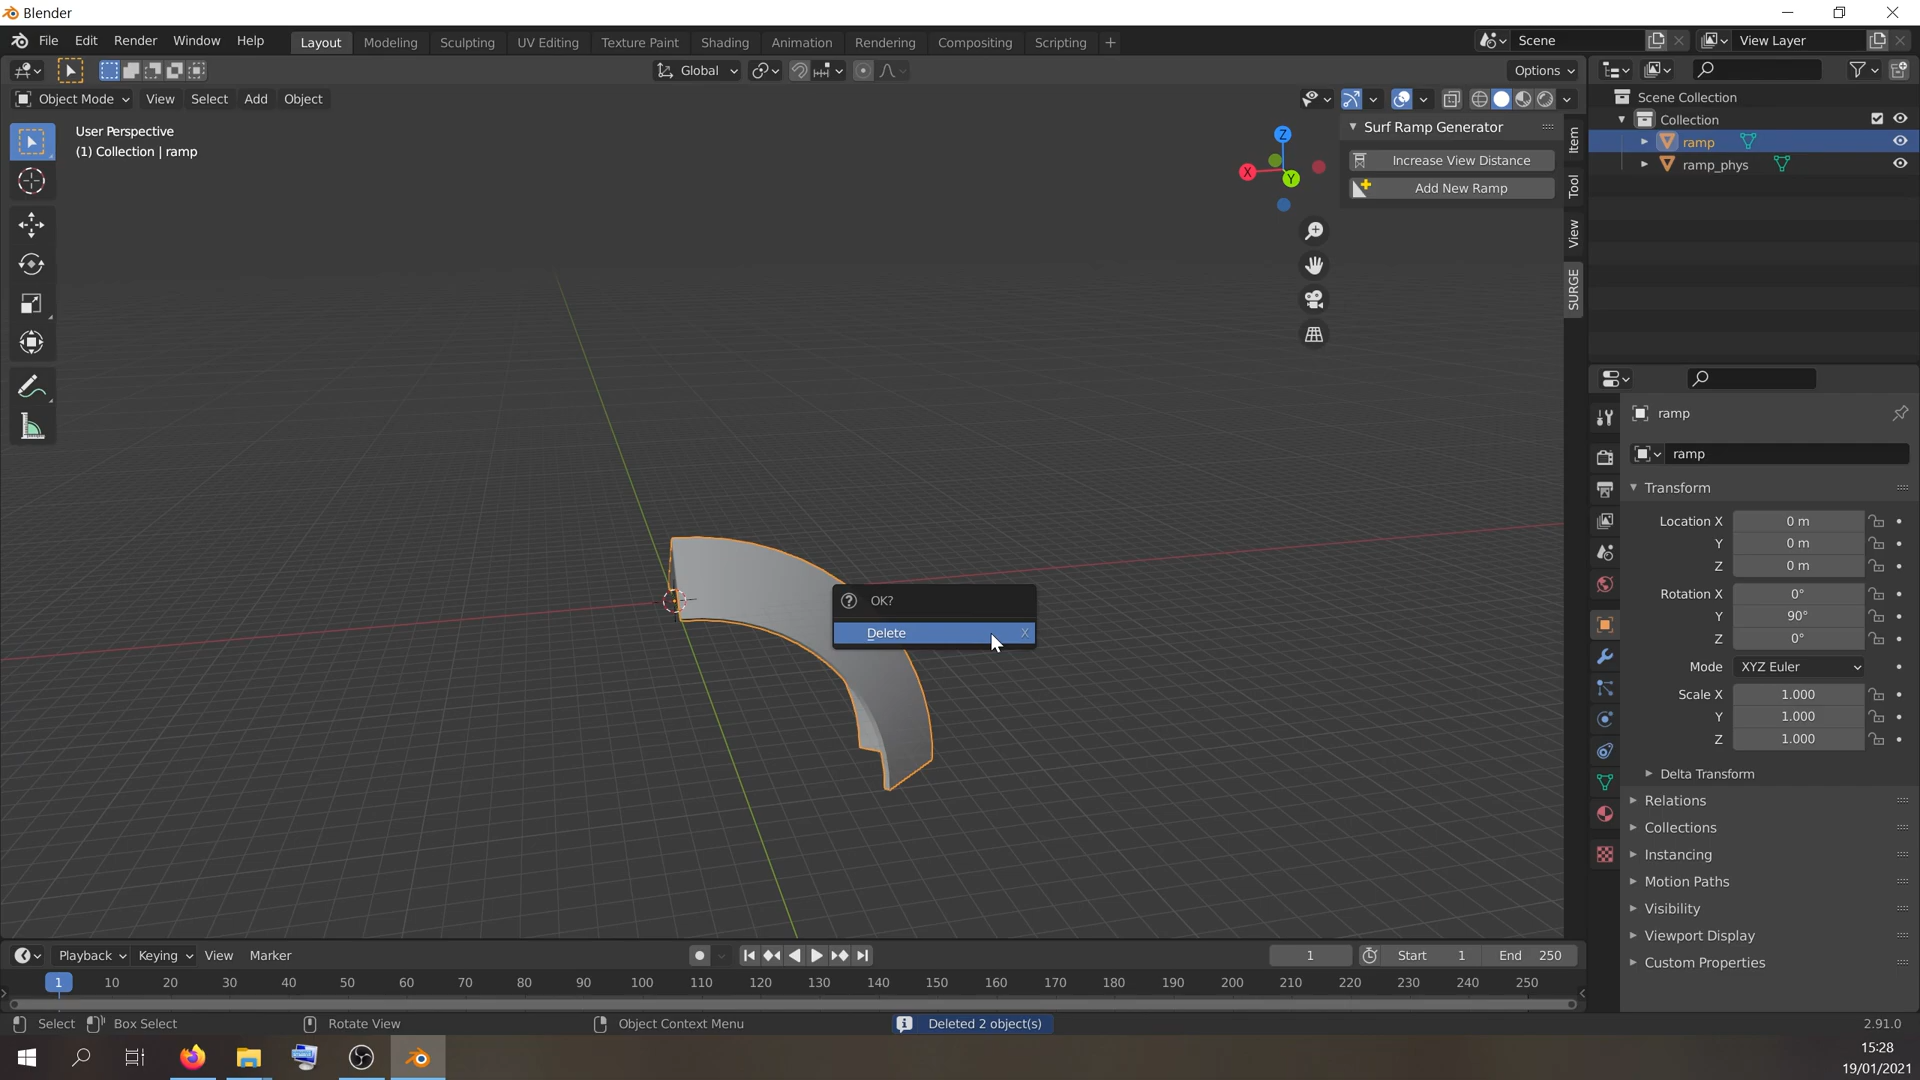 Blender
File Edit Render Window Help Layout Modeling Sculpting UV Editing Texture Paint Shading Animation Rendering Compositing Scripting + Scene View Layer
Global Options
Object Mode View Select Add Object
User Perspective
(1) Collection | ramp
Z
X
Y
Surf Ramp Generator
Increase View Distance
Add New Ramp
Item
Tool
View
SURGE
Scene Collection
Collection
ramp
ramp_phys
OK?
Delete X
ramp
ramp
Transform
Location X 0 m
Y 0 m
Z 0 m
Rotation X 0°
Y 90°
Z 0°
Mode XYZ Euler
Scale X 1.000
Y 1.000
Z 1.000
Delta Transform
Relations
Collections
Instancing
Motion Paths
Visibility
Viewport Display
Custom Properties
Playback Keying View Marker 1 Start 1 End 250
1 10 20 30 40 50 60 70 80 90 100 110 120 130 140 150 160 170 180 190 200 210 220 230 240 250
Select Box Select Rotate View Object Context Menu Deleted 2 object(s) 2.91.0
15:28
19/01/2021